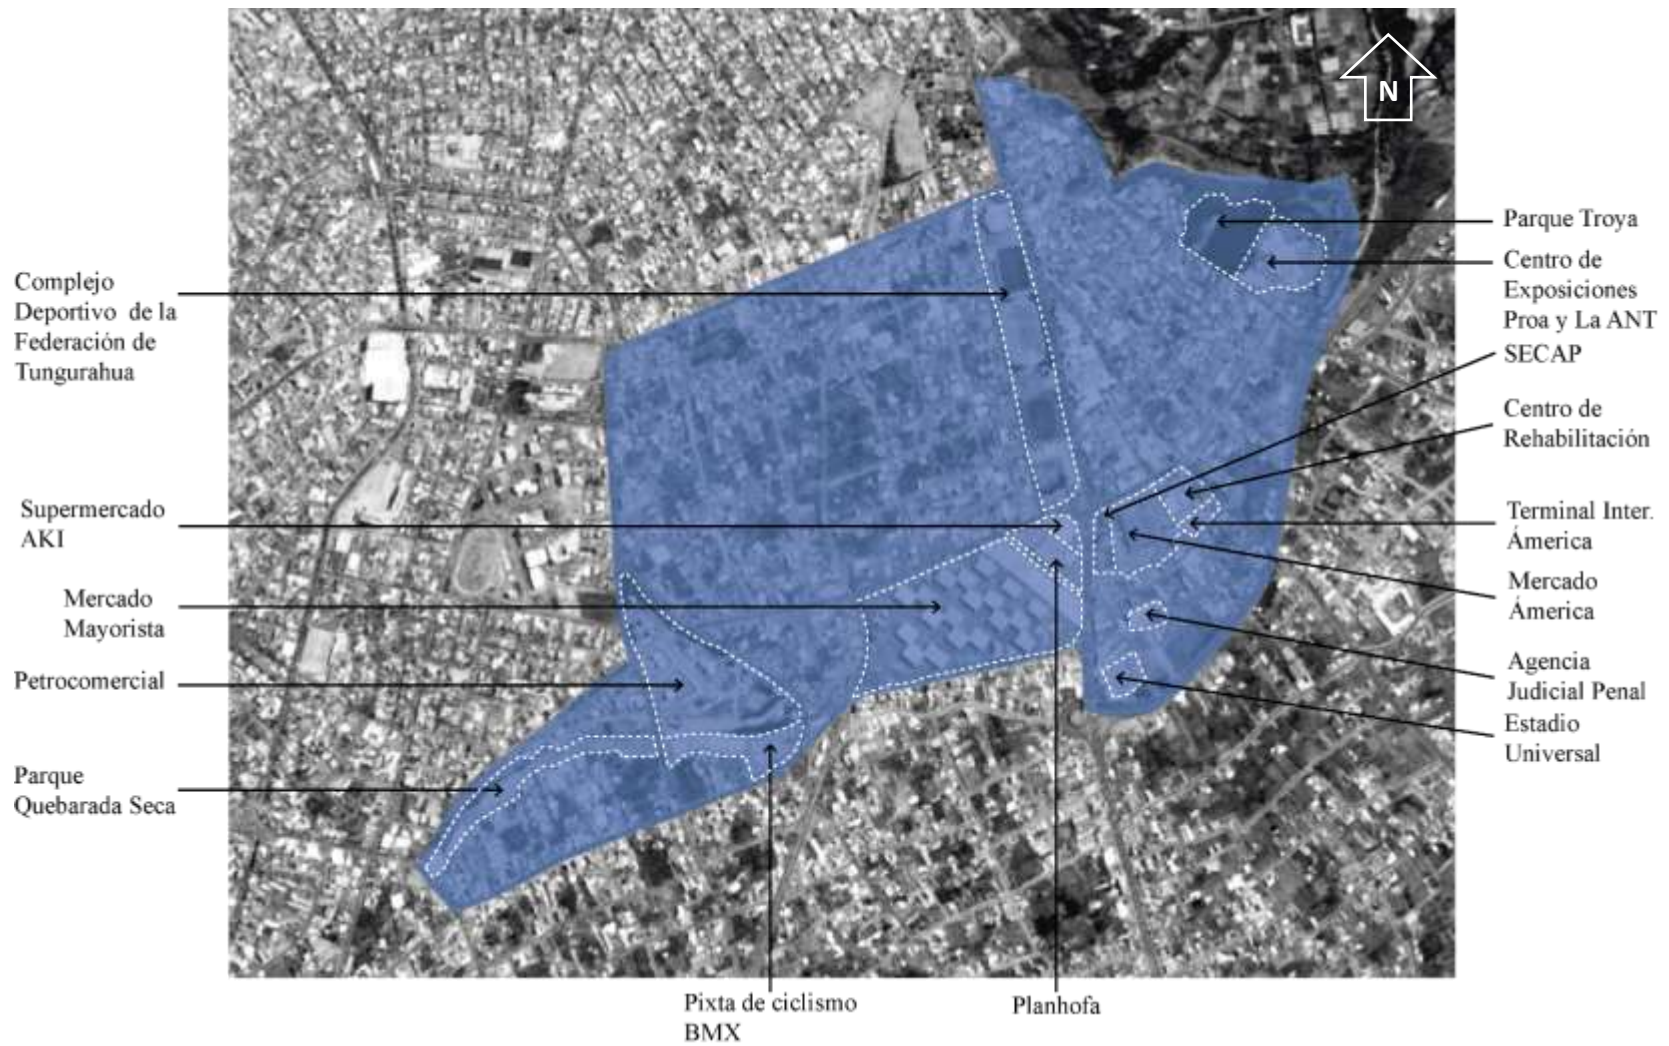 N
Complejo
Deportivo de la
Federación de
Tungurahua
Supermercado
AKI
Mercado
Mayorista
Petrocomercial
Parque
Quebarada Seca
Pixta de ciclismo
BMX
Planhofa
Parque Troya
Centro de
Exposiciones
Proa y La ANT
SECAP
Centro de
Rehabilitación
Terminal Inter.
Ámerica
Mercado
Ámerica
Agencia
Judicial Penal
Estadio
Universal